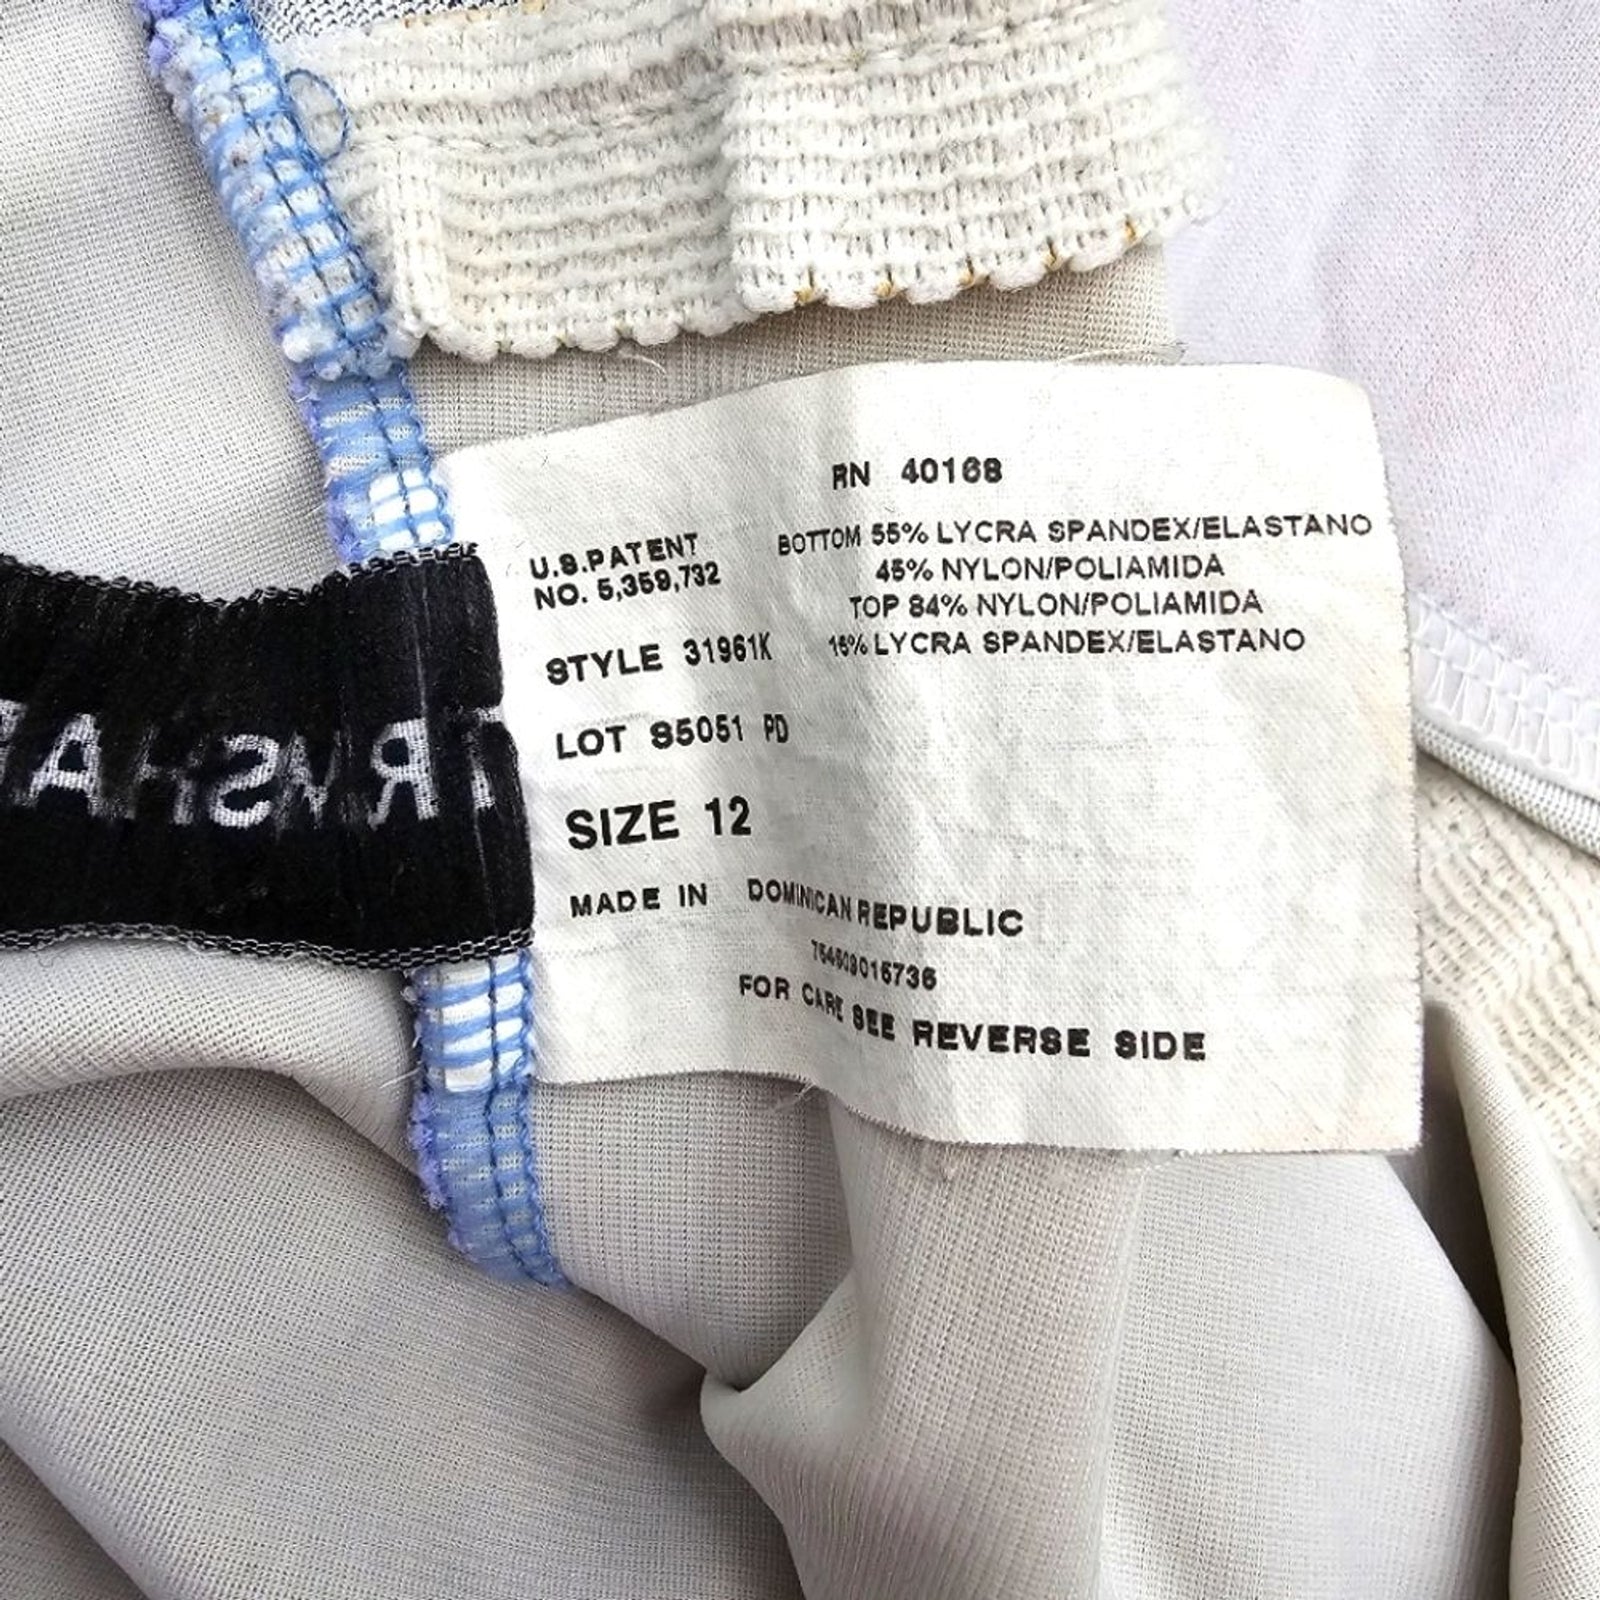 RN 40168
U.S.PATENT
NO. 5,359,732
BOTTOM 55% LYCRA SPANDEX/ELASTANO
45% NYLON/POLIAMIDA
TOP 84% NYLON/POLIAMIDA
16% LYCRA SPANDEX/ELASTANO
STYLE 31961K
LOT 85051 PD
SIZE 12
MADE IN DOMINICAN REPUBLIC
FOR CARE SEE REVERSE SIDE